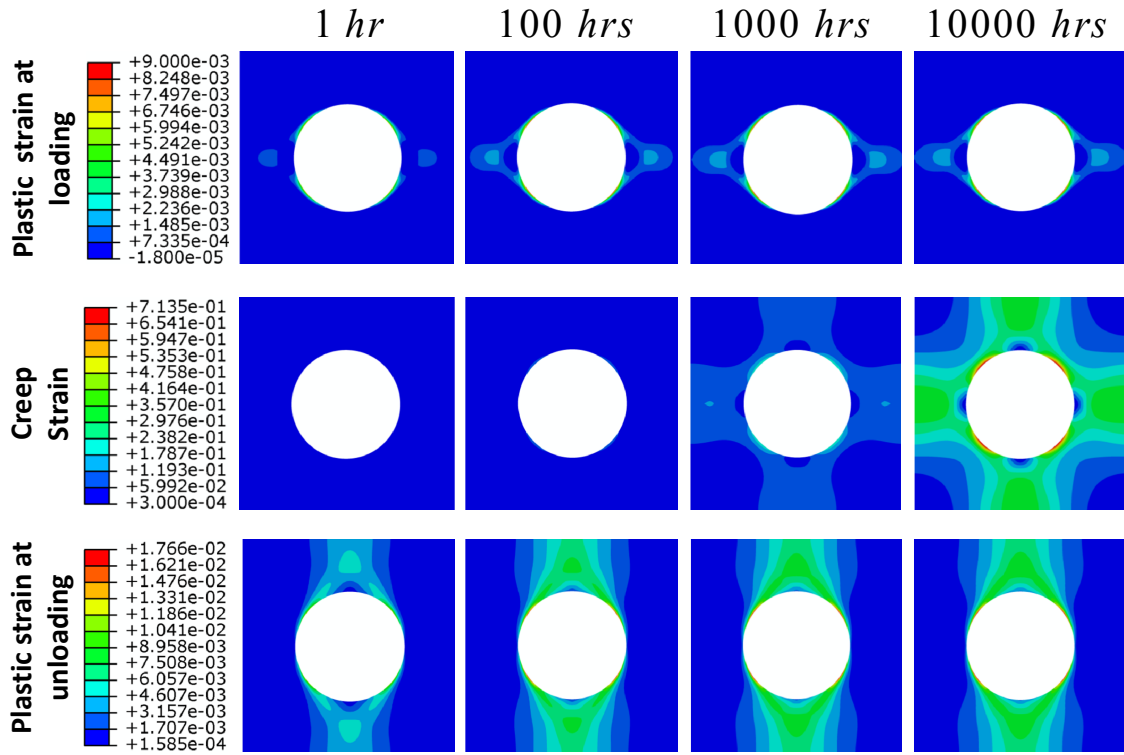 1 hr 100 hrs 1000 hrs 10000 hrs
Plastic strain at
loading
+9.000e-03
+8.248e-03
+7.497e-03
+6.746e-03
+5.994e-03
+5.242e-03
+4.491e-03
+3.739e-03
+2.988e-03
+2.236e-03
+1.485e-03
+7.335e-04
-1.800e-05
Creep
Strain
+7.135e-01
+6.541e-01
+5.947e-01
+5.353e-01
+4.758e-01
+4.164e-01
+3.570e-01
+2.976e-01
+2.382e-01
+1.787e-01
+1.193e-01
+5.992e-02
+3.000e-04
Plastic strain at
unloading
+1.766e-02
+1.621e-02
+1.476e-02
+1.331e-02
+1.186e-02
+1.041e-02
+8.958e-03
+7.508e-03
+6.057e-03
+4.607e-03
+3.157e-03
+1.707e-03
+1.585e-04